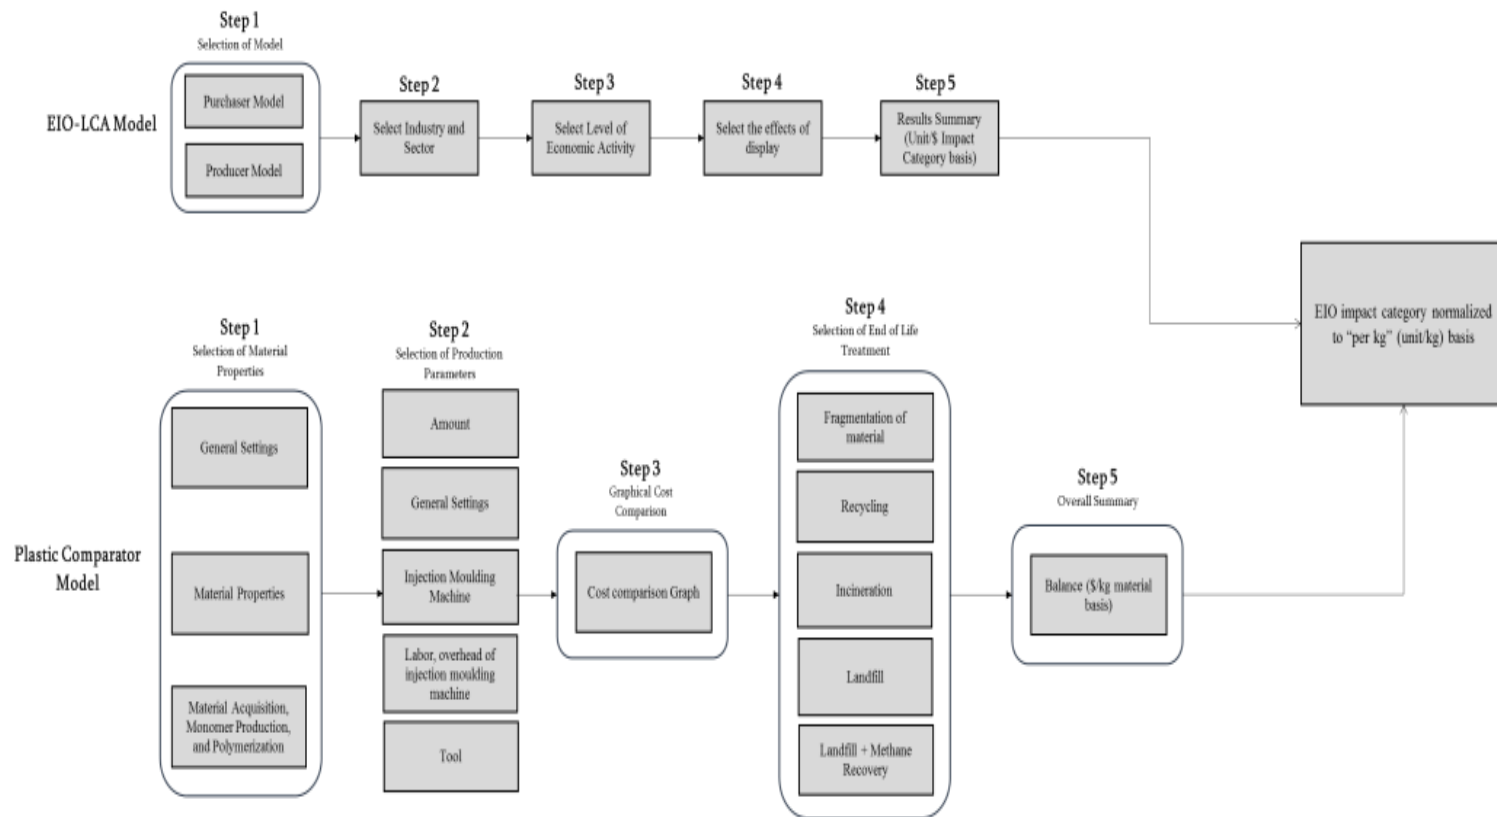 Step 1
Selection of Model
EIO-LCA Model
Purchaser Model
Producer Model
Step 2
Select Industry and
Sector
Step 3
Select Level of
Economic Activity
Step 4
Select the effects of
display
Step 5
Results Summary
(Unit/$ Impact
Category basis)
EIO impact category normalized
to “per kg” (unit/kg) basis
Plastic Comparator
Model
Step 1
Selection of Material
Properties
General Settings
Material Properties
Material Acquisition,
Monomer Production,
and Polymerization
Step 2
Selection of Production
Parameters
Amount
General Settings
Injection Moulding
Machine
Labor, overhead of
injection moulding
machine
Tool
Step 3
Graphical Cost
Comparison
Cost comparison Graph
Step 4
Selection of End of Life
Treatment
Fragmentation of
material
Recycling
Incineration
Landfill
Landfill + Methane
Recovery
Step 5
Overall Summary
Balance ($/kg material
basis)